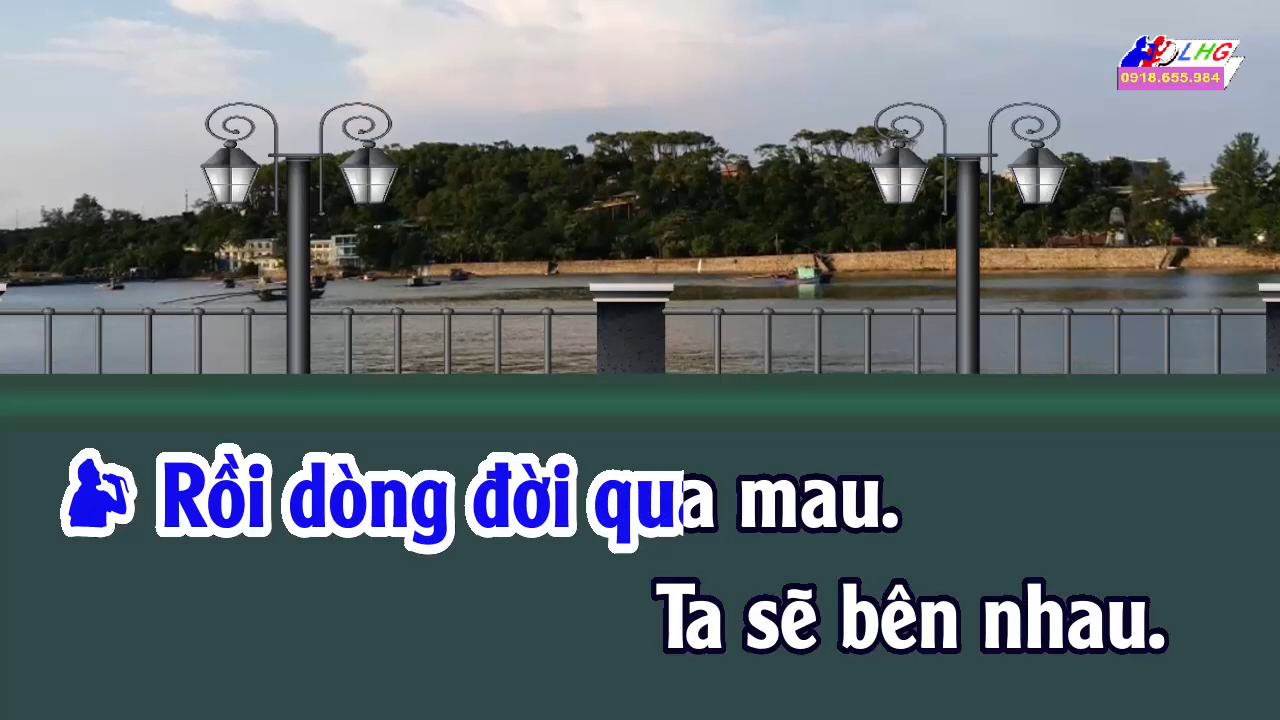 LHG
0918.655.984
Rồi dòng đời qua mau.
Ta sẽ bên nhau.